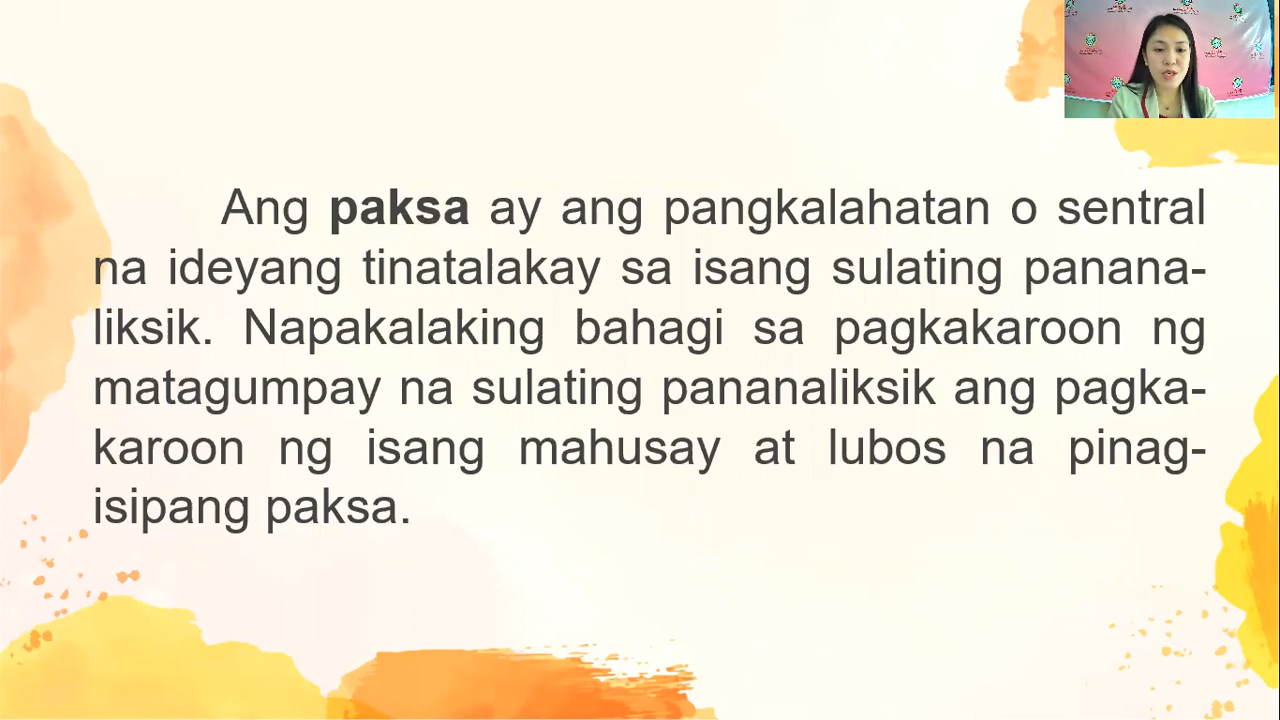 Ang paksa ay ang pangkalahatan o sentral
na ideyang tinatalakay sa isang sulating panana-
liksik. Napakalaking bahagi sa pagkakaroon ng
matagumpay na sulating pananaliksik ang pagka-
karoon ng isang mahusay at lubos na pinag-
isipang paksa.